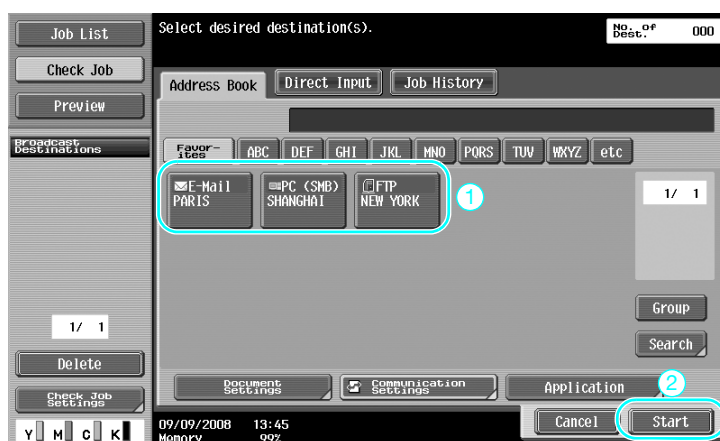 Job List
Check Job
Preview
Broadcast
Destinations
1/ 1
Delete
Check Job
Settings
Y M C K
Select desired destination(s).
No. of
Dest. 000
Address Book Direct Input Job History
Favor-
ites ABC DEF GHI JKL MNO PQRS TUV WXYZ etc
E-Mail
PARIS
PC (SMB)
SHANGHAI
FTP
NEW YORK
1
1/ 1
Group
Search
Document
Settings
Communication
Settings
Application
2
09/09/2008 13:45
Memory 99%
Cancel
Start